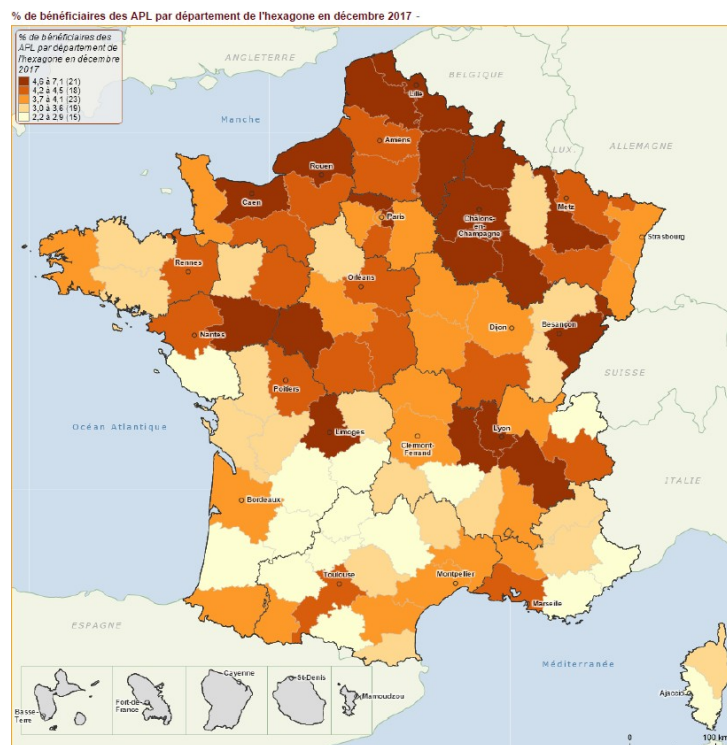 % de bénéficiaires des APL par département de l'hexagone en décembre 2017 -
% de bénéficiaires des
APL par département de
l'hexagone en décembre
2017
4,6 à 7,1 (21)
4,2 à 4,5 (18)
3,7 à 4,1 (23)
3,0 à 3,6 (19)
2,2 à 2,9 (15)
ANGLETERRE
BELGIQUE
Lille
Manche
Amiens
LUX.
ALLEMAGNE
Rouen
Caen
Metz
Paris
Châlons-
en-
Champagne
Strasbourg
Rennes
Orléans
Nantes
Dijon
Besançon
SUISSE
Poitiers
Océan Atlantique
Limoges
Lyon
Clermont-
Ferrand
ITALIE
Bordeaux
Toulouse
Montpellier
Marseille
ESPAGNE
Méditerranée
Ajaccio
Basse-
Terre
Fort-de-
France
Cayenne
St-Denis
Mamoudzou
0
100 km